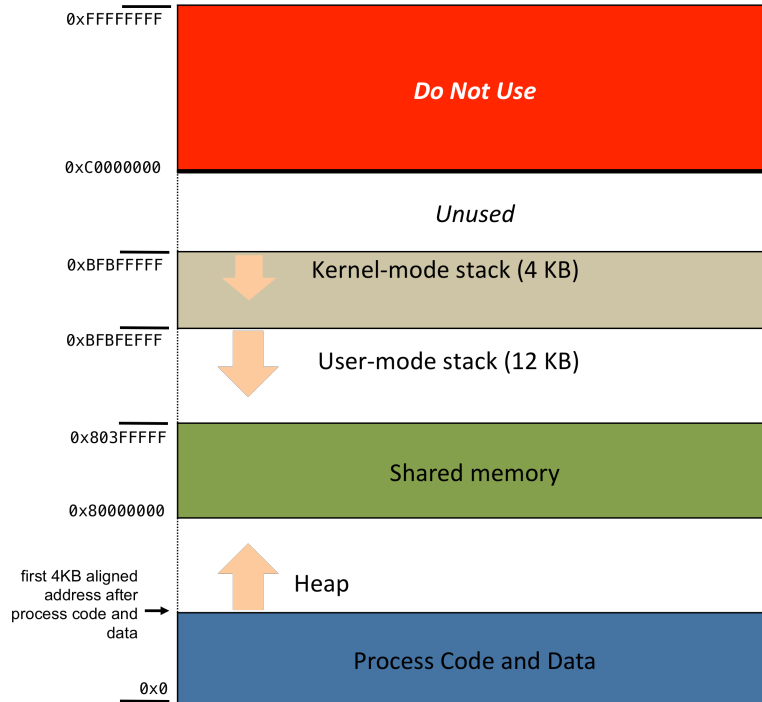 0xFFFFFFFF
Do Not Use
0xC0000000
Unused
0xBFBFFFFF
Kernel-mode stack (4 KB)
0xBFBFEFFF
User-mode stack (12 KB)
0x803FFFFF
Shared memory
0x80000000
first 4KB aligned
address after
process code and
data
Heap
Process Code and Data
0x0